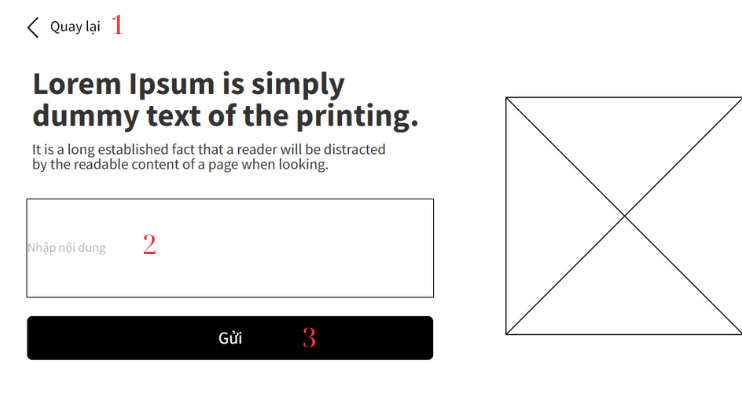 Quay lại 1
Lorem Ipsum is simply
dummy text of the printing.
It is a long established fact that a reader will be distracted
by the readable content of a page when looking.
Nhập nội dung 2
Gửi 3